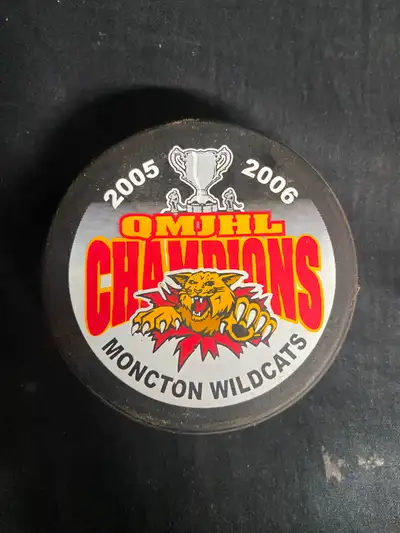 2005 2006
QMJHL
CHAMPIONS
MONCTON WILDCATS